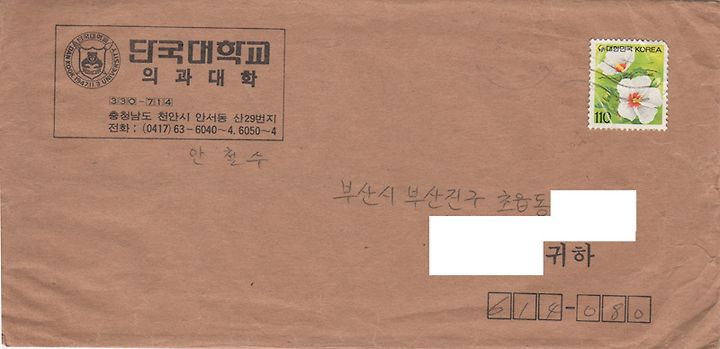 단국대학교
의과대학
330-714
충청남도 천안시 안서동 산29번지
전화 : (0417)63-6040~4. 6050~4
안철수
대한민국 KOREA
110
부산시 부산진구 초읍동
귀하
614-080